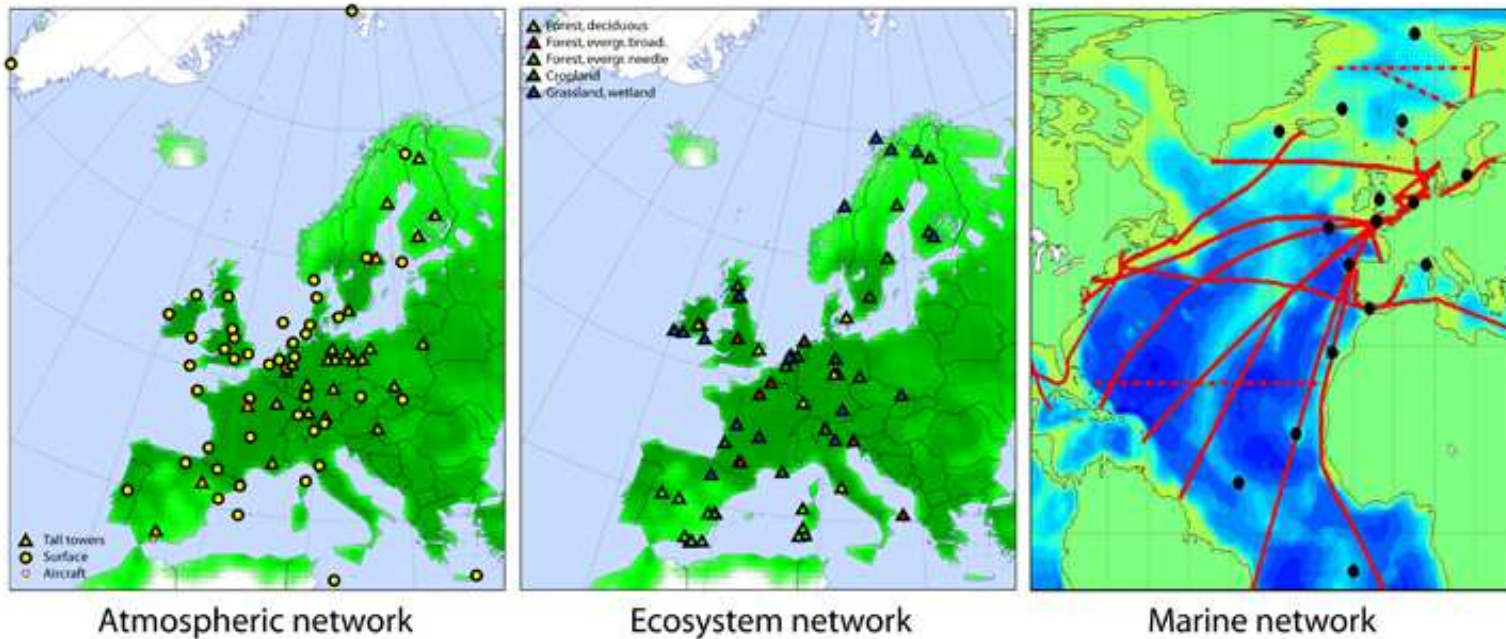 Tall towers
Surface
Aircraft
Forest, deciduous
Forest, evergr. broad.
Forest, evergr. needle
Cropland
Grassland, wetland
Atmospheric network
Ecosystem network
Marine network